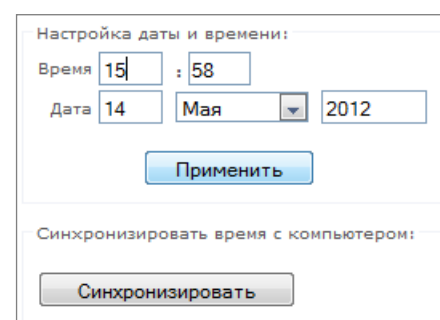 Настройка даты и времени:
Время 15 : 58
Дата 14 Мая 2012
Применить
Синхронизировать время с компьютером:
Синхронизировать